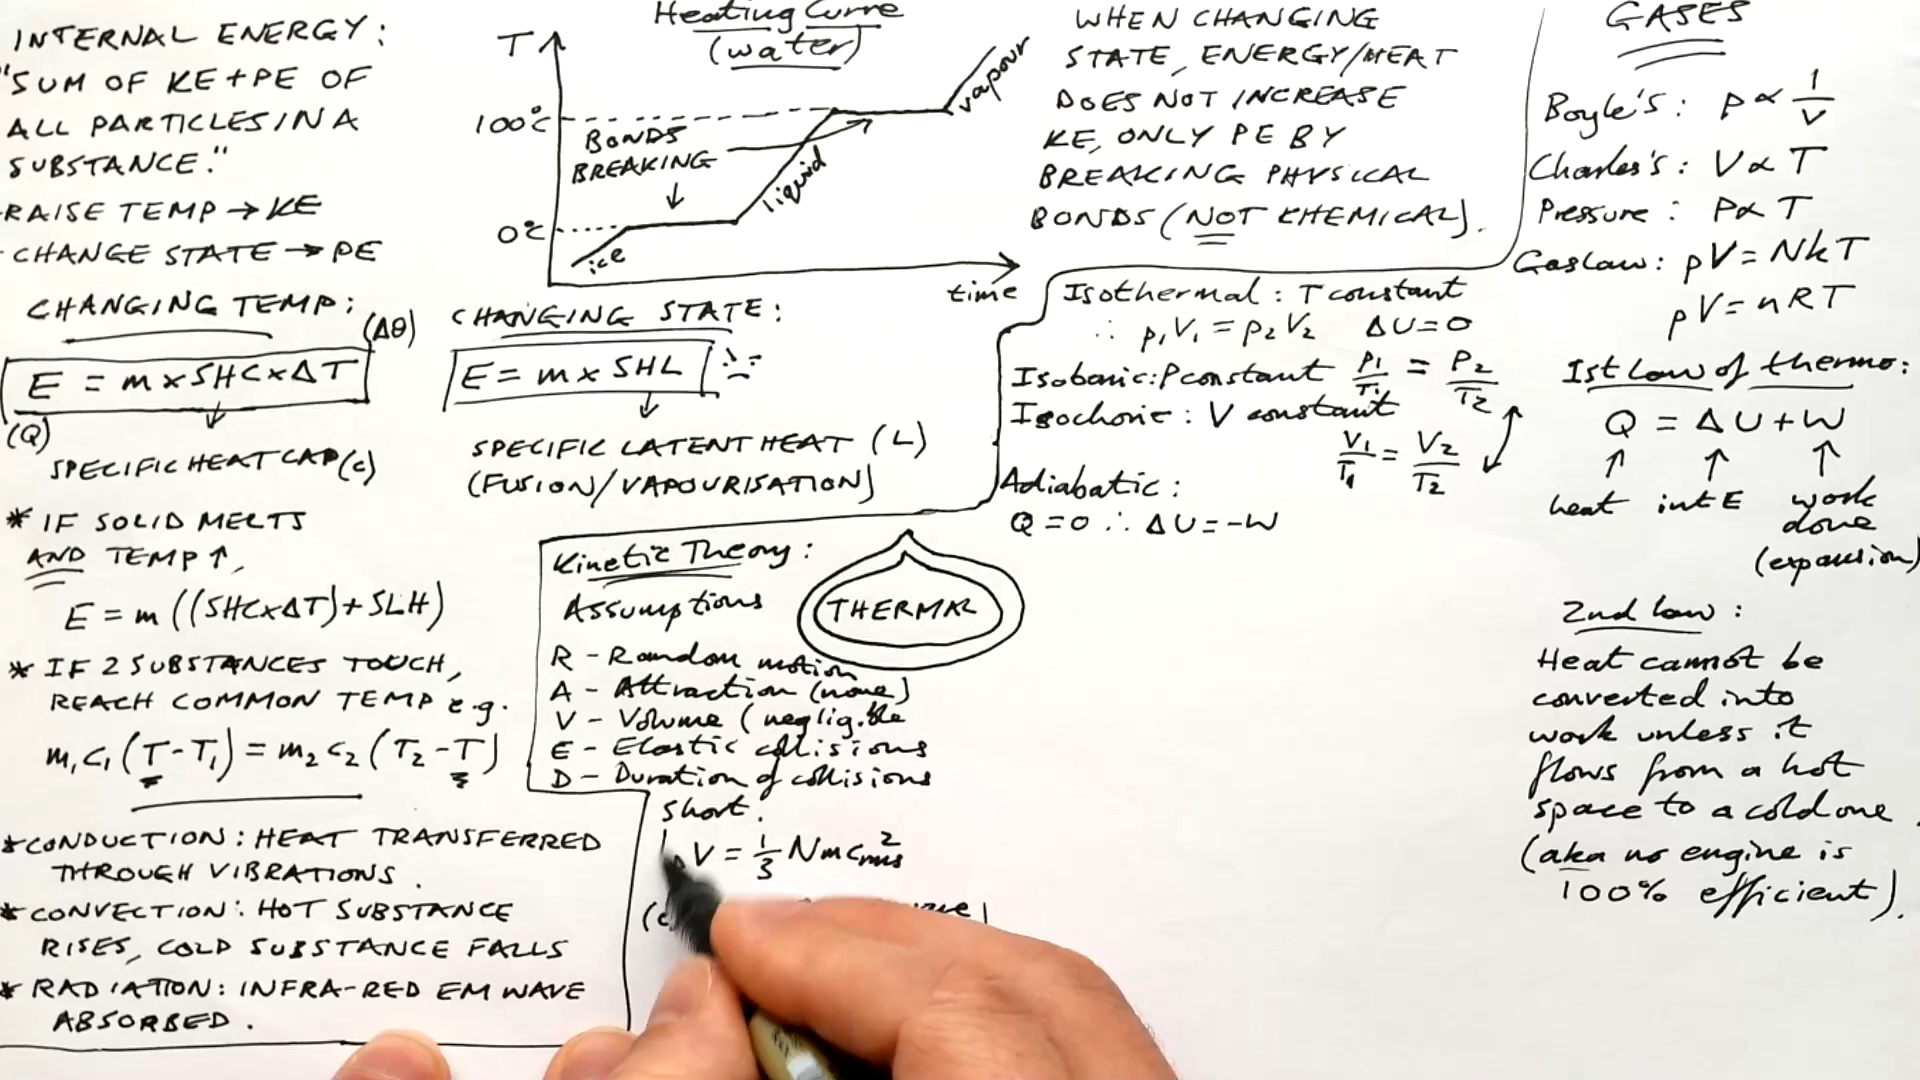 INTERNAL ENERGY:
"SUM OF KE+PE OF
ALL PARTICLES IN A
SUBSTANCE."
-RAISE TEMP → KE
-CHANGE STATE → PE
CHANGING TEMP:
(Δθ)
E = m x SHC x ΔT
(Q)
SPECIFIC HEAT CAP (c)
* IF SOLID MELTS
AND TEMP ↑,
E = m ((SHC x ΔT) + SLH)
* IF 2 SUBSTANCES TOUCH,
REACH COMMON TEMP e.g.
m₁c₁(T-T₁) = m₂c₂(T₂-T)
*CONDUCTION: HEAT TRANSFERRED
THROUGH VIBRATIONS.
*CONVECTION: HOT SUBSTANCE
RISES, COLD SUBSTANCE FALLS
*RADIATION: INFRA-RED EM WAVE
ABSORBED.
Heating Curve
(water)
T
100°C
BONDS
BREAKING
0°C
ice
liquid
vapour
time
CHANGING STATE:
E = m x SHL
SPECIFIC LATENT HEAT (L)
(FUSION/VAPOURISATION)
WHEN CHANGING
STATE, ENERGY/HEAT
DOES NOT INCREASE
KE, ONLY PE BY
BREAKING PHYSICAL
BONDS (NOT KHEMICAL).
Isothermal: T constant
∴ p₁V₁ = p₂V₂ ΔU=0
Isobaric: P constant P₁/T₁ = P₂/T₂
Isochoric: V constant
V₁/T₁ = V₂/T₂
Adiabatic:
Q=0 ∴ ΔU=-W
THERMAL
Kinetic Theory:
Assumptions
R - Random motion
A - Attraction (none)
V - Volume (negligible
E - Elastic collisions
D - Duration of collisions
short.
V = 1/3 Nmc²rms
GASES
Boyle's: p ∝ 1/V
Charles's: V ∝ T
Pressure: P ∝ T
Gas law: pV = NkT
pV = nRT
1st Law of thermo:
Q = ΔU + W
heat int E work
done
(expansion)
2nd law:
Heat cannot be
converted into
work unless it
flows from a hot
space to a cold one.
(aka no engine is
100% efficient).